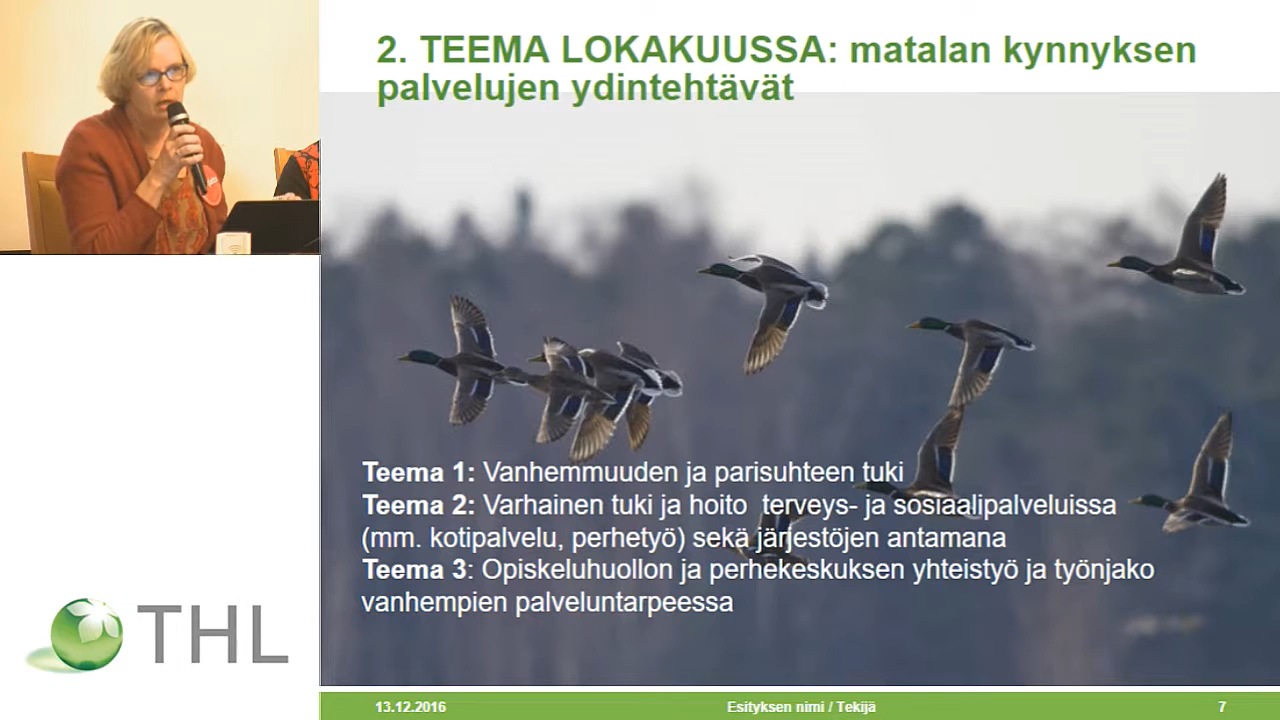 2. TEEMA LOKAKUUSSA: matalan kynnyksen
palvelujen ydintehtävät
Teema 1: Vanhemmuuden ja parisuhteen tuki
Teema 2: Varhainen tuki ja hoito terveys- ja sosiaalipalveluissa
(mm. kotipalvelu, perhetyö) sekä järjestöjen antamana
Teema 3: Opiskeluhuollon ja perhekeskuksen yhteistyö ja työnjako
vanhempien palveluntarpeessa
THL
13.12.2016
Esityksen nimi / Tekijä
7